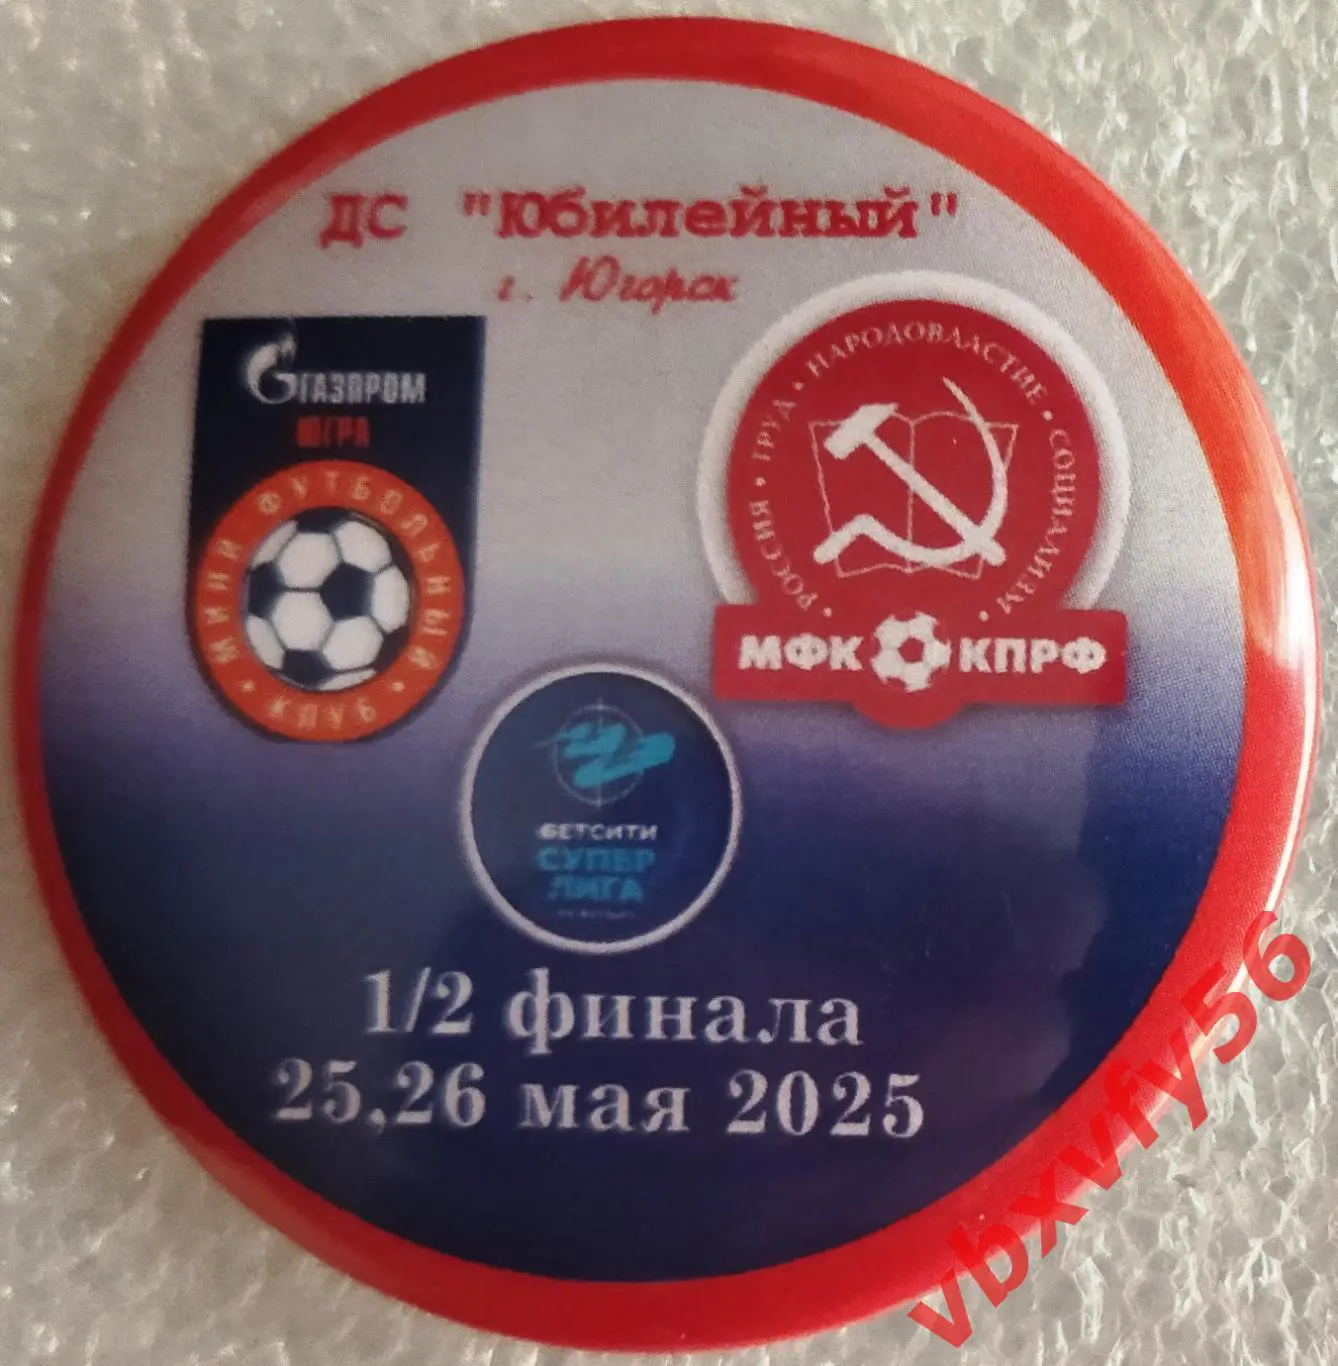 ДС "Юбилейный"
г. Югорск
ГАЗПРОМ
ЮГРА
МИНИ ФУТБОЛЬНЫЙ
• КЛУБ •
РОССИЯ • ТРУД • НАРОДОВЛАСТИЕ • СОЦИАЛИЗМ •
МФК КПРФ
БЕТСИТИ
СУПЕР
ЛИГА
1/2 финала
25,26 мая 2025
vbxvfy56